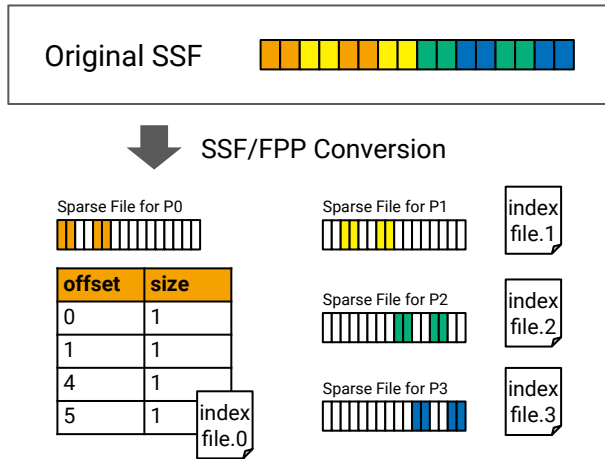 Original SSF
SSF/FPP Conversion
Sparse File for P0
offset size
0 1
1 1
4 1
5 1
index
file.0
Sparse File for P1
index
file.1
Sparse File for P2
index
file.2
Sparse File for P3
index
file.3